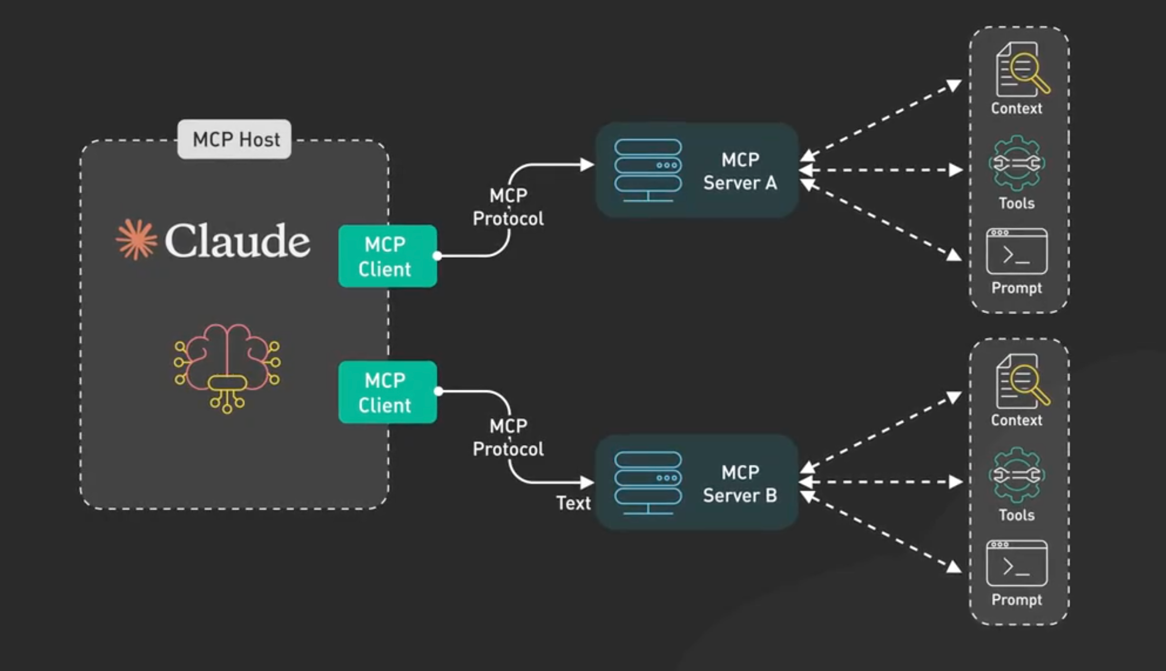 MCP Host
Claude
MCP
Client
MCP
Protocol
MCP
Server A
Context
Tools
Prompt
MCP
Client
MCP
Protocol
Text
MCP
Server B
Context
Tools
Prompt